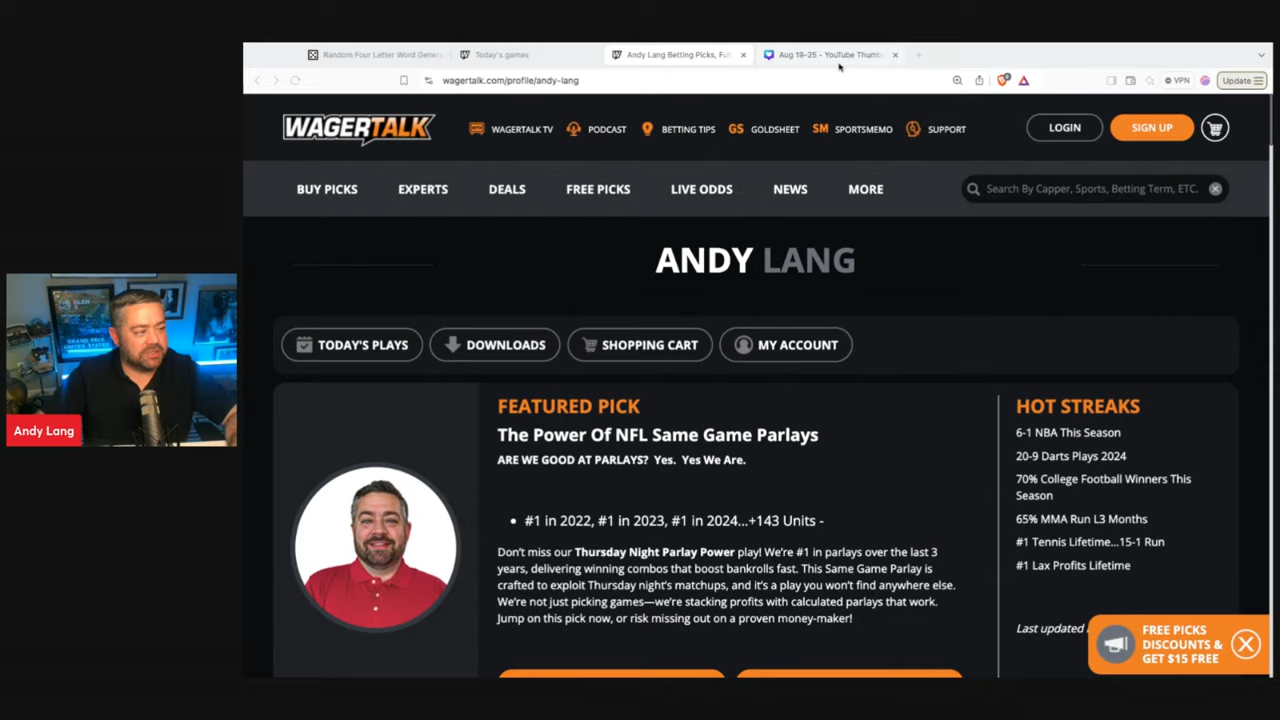 Random Four Letter Word Genera
Today's games
Andy Lang Betting Picks, Fu
Aug 19-25 - YouTube Thumb
wagertalk.com/profile/andy-lang
VPN
Update
WAGERTALK
WAGERTALK TV
PODCAST
BETTING TIPS
GS GOLDSHEET
SM SPORTSMEMO
SUPPORT
LOGIN
SIGN UP
BUY PICKS
EXPERTS
DEALS
FREE PICKS
LIVE ODDS
NEWS
MORE
Search By Capper, Sports, Betting Term, ETC.
ANDY LANG
TODAY'S PLAYS
DOWNLOADS
SHOPPING CART
MY ACCOUNT
GRAND PRIX
UNITED STATES
Andy Lang
FEATURED PICK
The Power Of NFL Same Game Parlays
ARE WE GOOD AT PARLAYS? Yes. Yes We Are.
• #1 in 2022, #1 in 2023, #1 in 2024...+143 Units -
Don't miss our Thursday Night Parlay Power play! We're #1 in parlays over the last 3
years, delivering winning combos that boost bankrolls fast. This Same Game Parlay is
crafted to exploit Thursday night's matchups, and it's a play you won't find anywhere else.
We're not just picking games—we're stacking profits with calculated parlays that work.
Jump on this pick now, or risk missing out on a proven money-maker!
HOT STREAKS
6-1 NBA This Season
20-9 Darts Plays 2024
70% College Football Winners This
Season
65% MMA Run L3 Months
#1 Tennis Lifetime...15-1 Run
#1 Lax Profits Lifetime
Last updated
FREE PICKS
DISCOUNTS &
GET $15 FREE